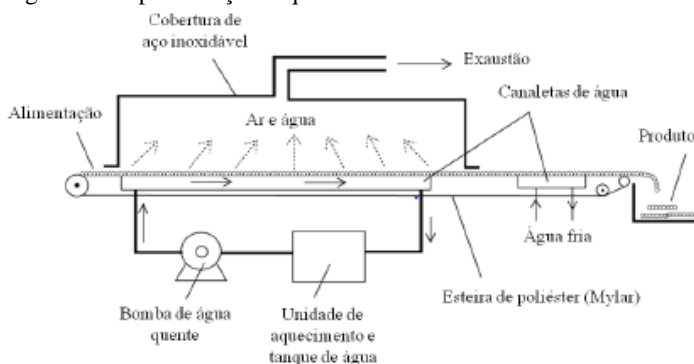 Cobertura de
aço inoxidável
Exaustão
Canaletas de água
Alimentação
Ar e água
Produto
Água fria
Esteira de poliéster (Mylar)
Bomba de água
quente
Unidade de
aquecimento e
tanque de água